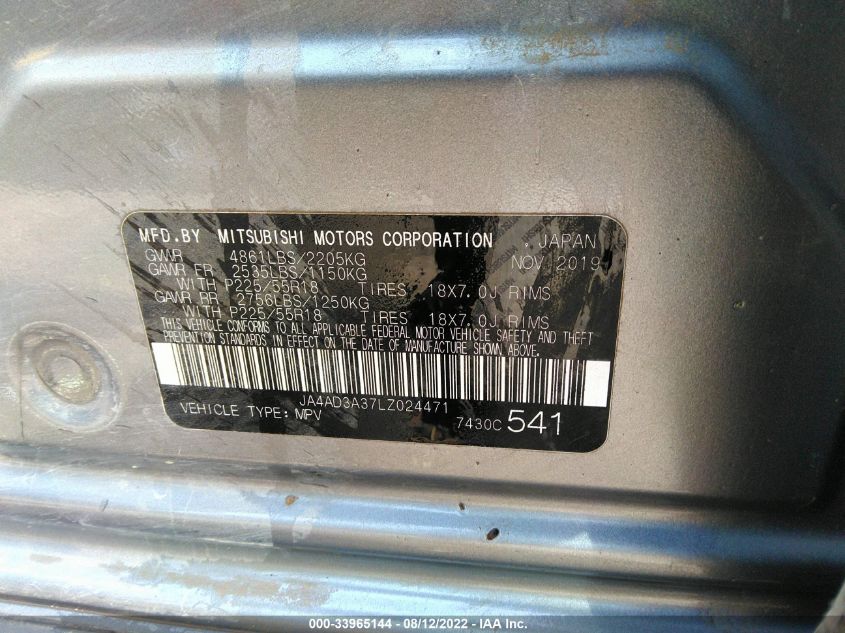 MFD.BY MITSUBISHI MOTORS CORPORATION . JAPAN
GVWR 4861LBS/2205KG NOV 2019
GAWR FR 2535LBS/1150KG
WITH P225/55R18 TIRES 18X7.0J RIMS
GAWR RR 2756LBS/1250KG
WITH P225/55R18 TIRES 18X7.0J RIMS
THIS VEHICLE CONFORMS TO ALL APPLICABLE FEDERAL MOTOR VEHICLE SAFETY AND THEFT
PREVENTION STANDARDS IN EFFECT ON THE DATE OF MANUFACTURE SHOWN ABOVE.
JA4AD3A37LZ024471
VEHICLE TYPE: MPV 7430C 541
000-33965144 - 08/12/2022 - IAA Inc.